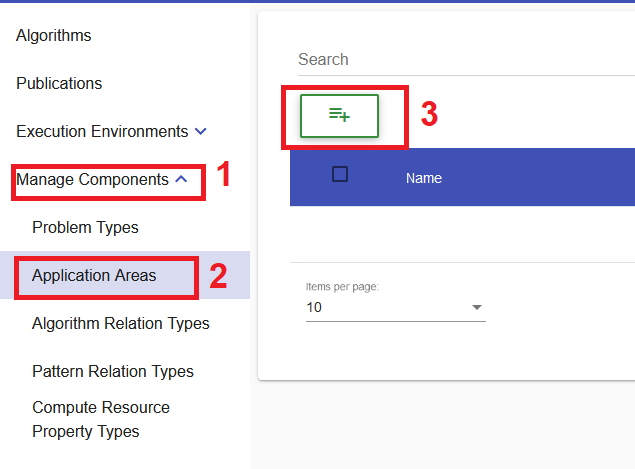 Algorithms
Publications
Execution Environments
Manage Components
1
Problem Types
Application Areas
2
Algorithm Relation Types
Pattern Relation Types
Compute Resource
Property Types
Search
3
Name
Items per page:
10